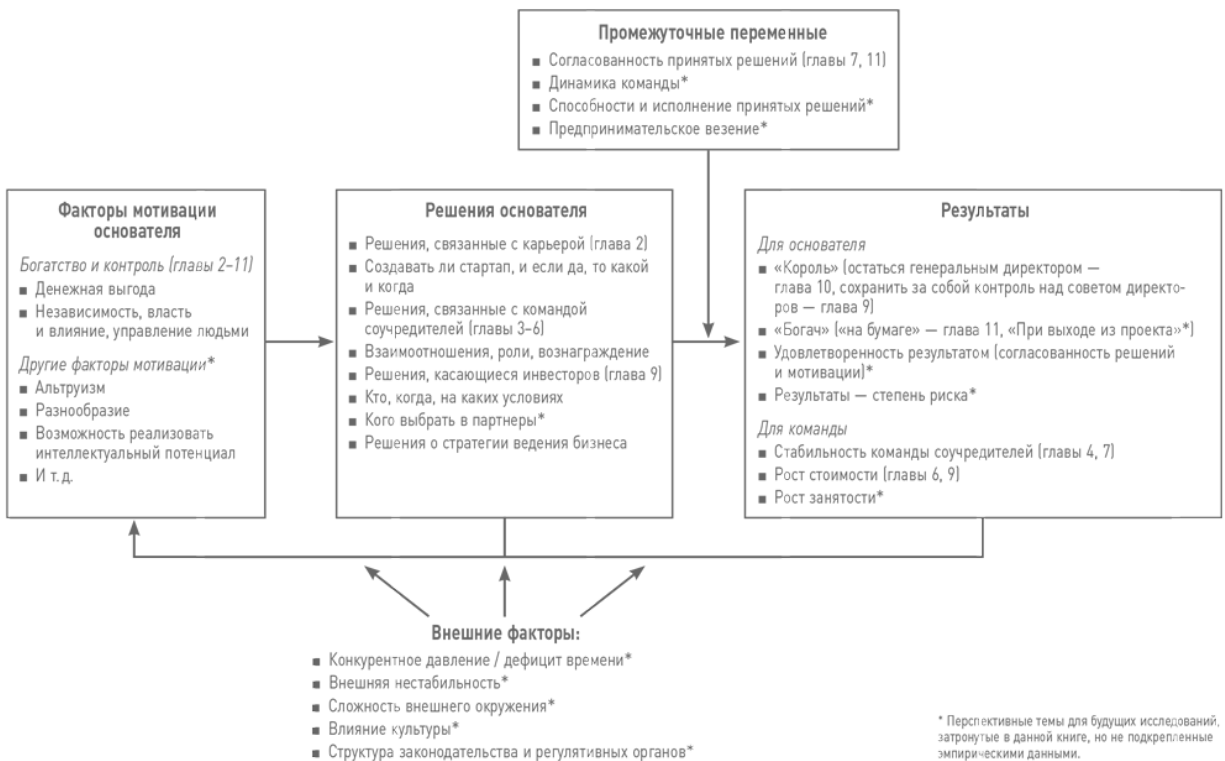 Промежуточные переменные
■ Согласованность принятых решений (главы 7, 11)
■ Динамика команды*
■ Способности и исполнение принятых решений*
■ Предпринимательское везение*
Факторы мотивации
основателя
Богатство и контроль (главы 2–11)
■ Денежная выгода
■ Независимость, власть
и влияние, управление людьми
Другие факторы мотивации*
■ Альтруизм
■ Разнообразие
■ Возможность реализовать
интеллектуальный потенциал
■ И т. д.
Решения основателя
■ Решения, связанные с карьерой (глава 2)
■ Создавать ли стартап, и если да, то какой
и когда
■ Решения, связанные с командой
соучредителей (главы 3–6)
■ Взаимоотношения, роли, вознаграждение
■ Решения, касающиеся инвесторов (глава 9)
■ Кто, когда, на каких условиях
■ Кого выбрать в партнеры*
■ Решения о стратегии ведения бизнеса
Результаты
Для основателя
■ «Король» (остаться генеральным директором —
глава 10, сохранить за собой контроль над советом директо-
ров — глава 9)
■ «Богач» («на бумаге» — глава 11, «При выходе из проекта»*)
■ Удовлетворенность результатом (согласованность решений
и мотивации)*
■ Результаты — степень риска*
Для команды
■ Стабильность команды соучредителей (главы 4, 7)
■ Рост стоимости (главы 6, 9)
■ Рост занятости*
Внешние факторы:
■ Конкурентное давление / дефицит времени*
■ Внешняя нестабильность*
■ Сложность внешнего окружения*
■ Влияние культуры*
■ Структура законодательства и регулятивных органов*
* Перспективные темы для будущих исследований,
затронутые в данной книге, но не подкрепленные
эмпирическими данными.